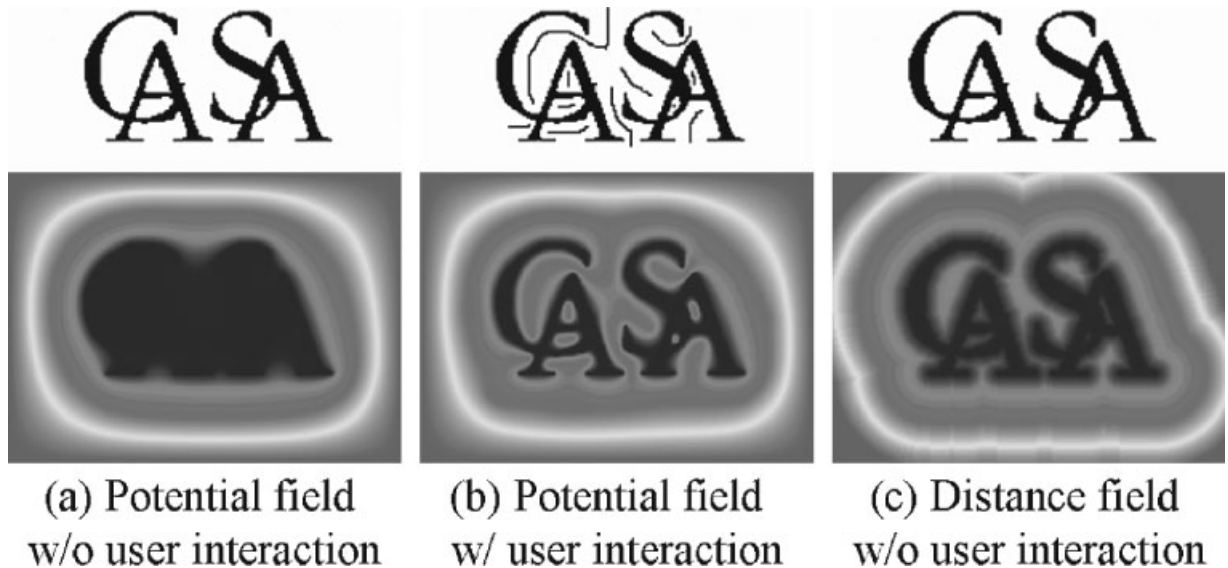 CASA CASA CASA
CASA
CASA
(a) Potential field (b) Potential field (c) Distance field
w/o user interaction w/ user interaction w/o user interaction